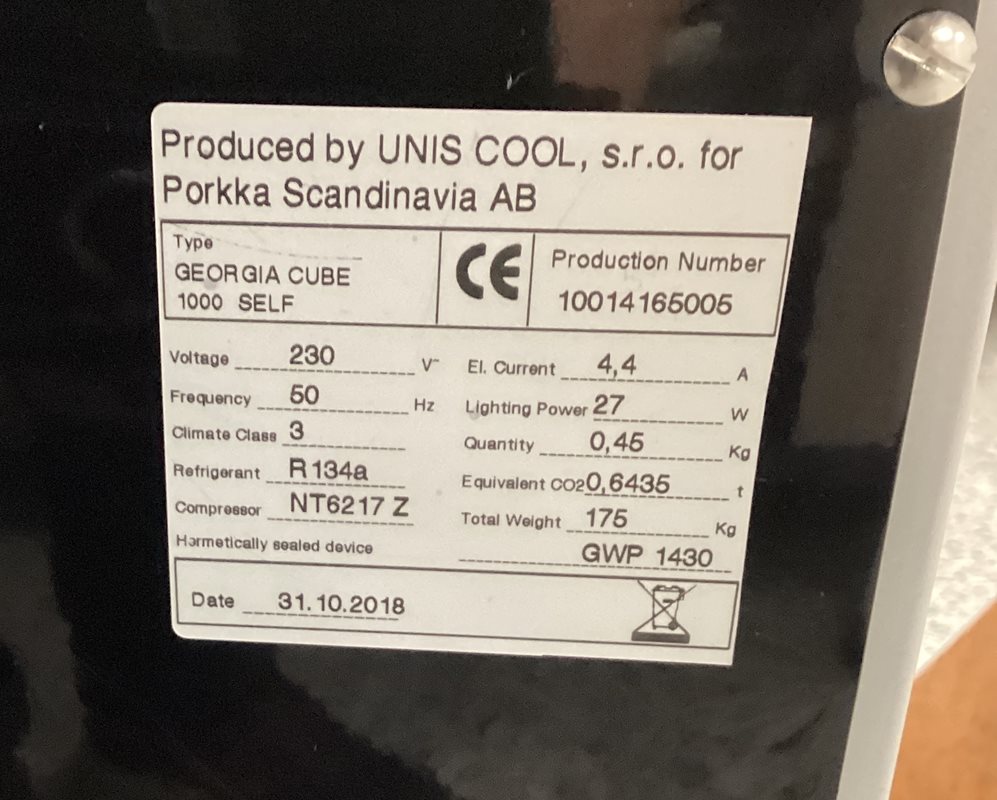 Produced by UNIS COOL, s.r.o. for
Porkka Scandinavia AB
Type
GEORGIA CUBE
1000 SELF
CE
Production Number
10014165005
Voltage 230 V~ El. Current 4,4 A
Frequency 50 Hz Lighting Power 27 W
Climate Class 3 Quantity 0,45 Kg
Refrigerant R134a Equivalent CO2 0,6435 t
Compressor NT6217 Z Total Weight 175 Kg
Hermetically sealed device GWP 1430
Date 31.10.2018